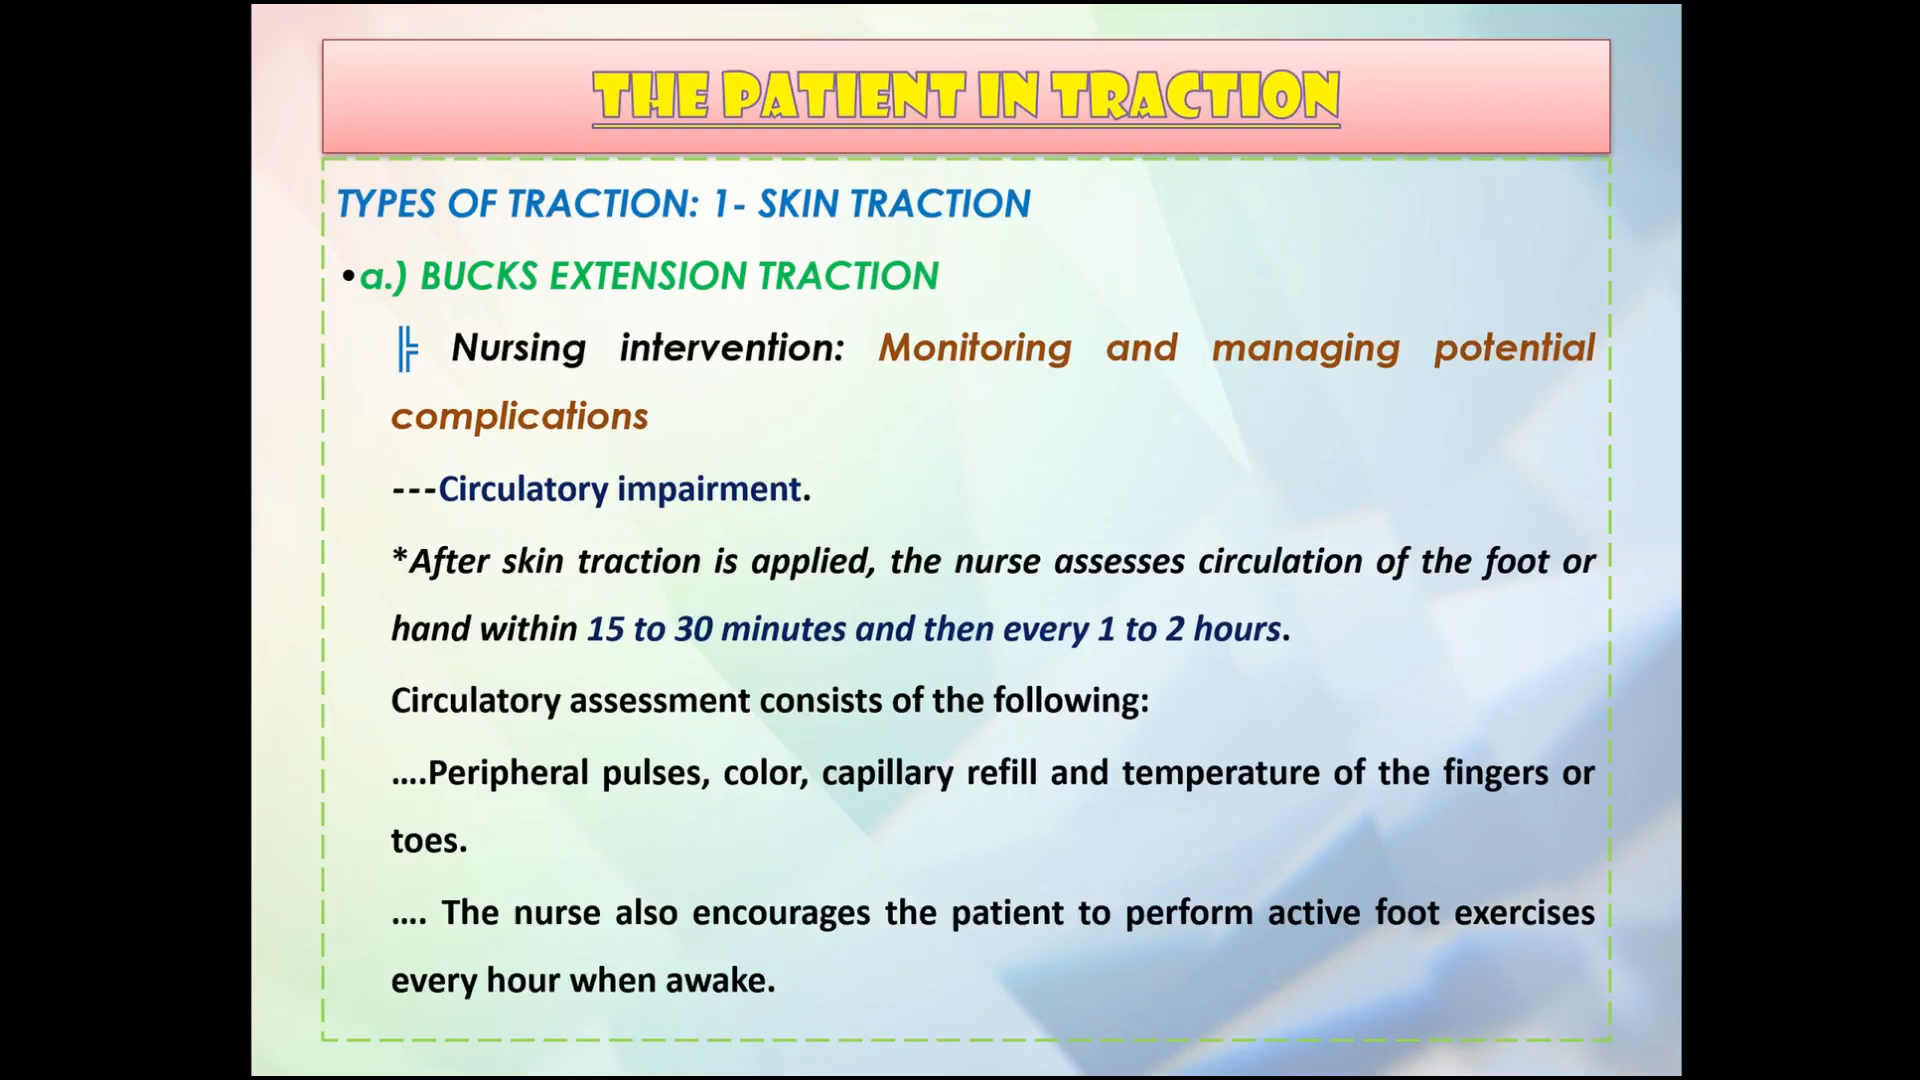 THE PATIENT IN TRACTION
TYPES OF TRACTION: 1- SKIN TRACTION
•a.) BUCKS EXTENSION TRACTION
╠ Nursing intervention: Monitoring and managing potential
complications
---Circulatory impairment.
*After skin traction is applied, the nurse assesses circulation of the foot or
hand within 15 to 30 minutes and then every 1 to 2 hours.
Circulatory assessment consists of the following:
....Peripheral pulses, color, capillary refill and temperature of the fingers or
toes.
.... The nurse also encourages the patient to perform active foot exercises
every hour when awake.